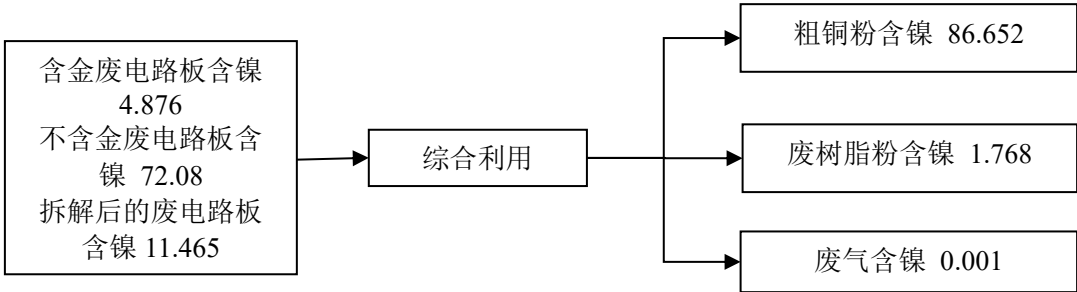 含金废电路板含镍
4.876
不含金废电路板含
镍 72.08
拆解后的废电路板
含镍 11.465
综合利用
粗铜粉含镍 86.652
废树脂粉含镍 1.768
废气含镍 0.001